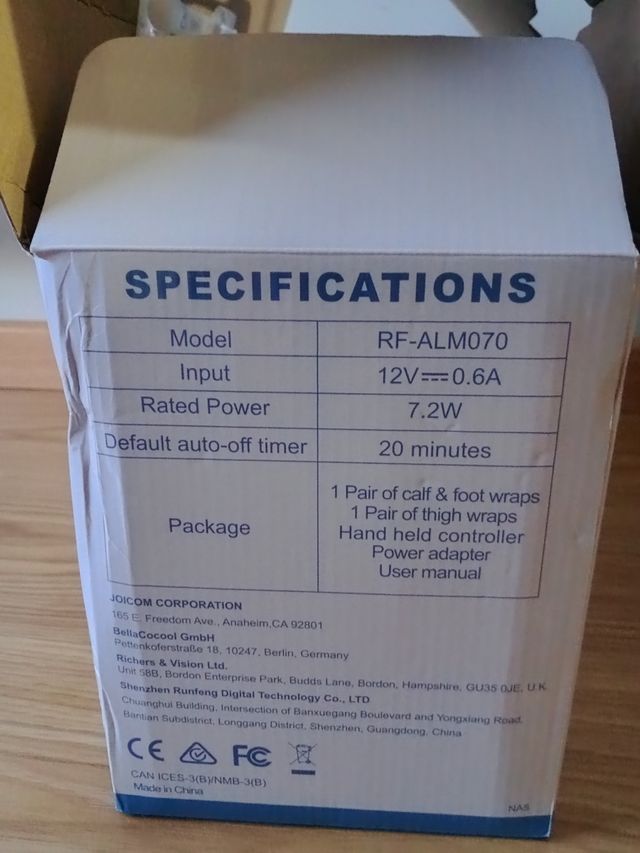 SPECIFICATIONS
Model RF-ALM070
Input 12V⎓0.6A
Rated Power 7.2W
Default auto-off timer 20 minutes
Package
1 Pair of calf & foot wraps
1 Pair of thigh wraps
Hand held controller
Power adapter
User manual
JOICOM CORPORATION
165 E. Freedom Ave., Anaheim,CA 92801
BellaCocool GmbH
Pettenkoferstraße 18, 10247, Berlin, Germany
Richers & Vision Ltd.
Unit 58B, Bordon Enterprise Park, Budds Lane, Bordon, Hampshire, GU35 0JE, U.K
Shenzhen Runfeng Digital Technology Co., LTD
Chuanghui Building, Intersection of Banxuegang Boulevard and Yongxiang Road,
Bantian Subdistrict, Longgang District, Shenzhen, Guangdong, China
CE FC
CAN ICES-3(B)/NMB-3(B)
Made in China
NAS